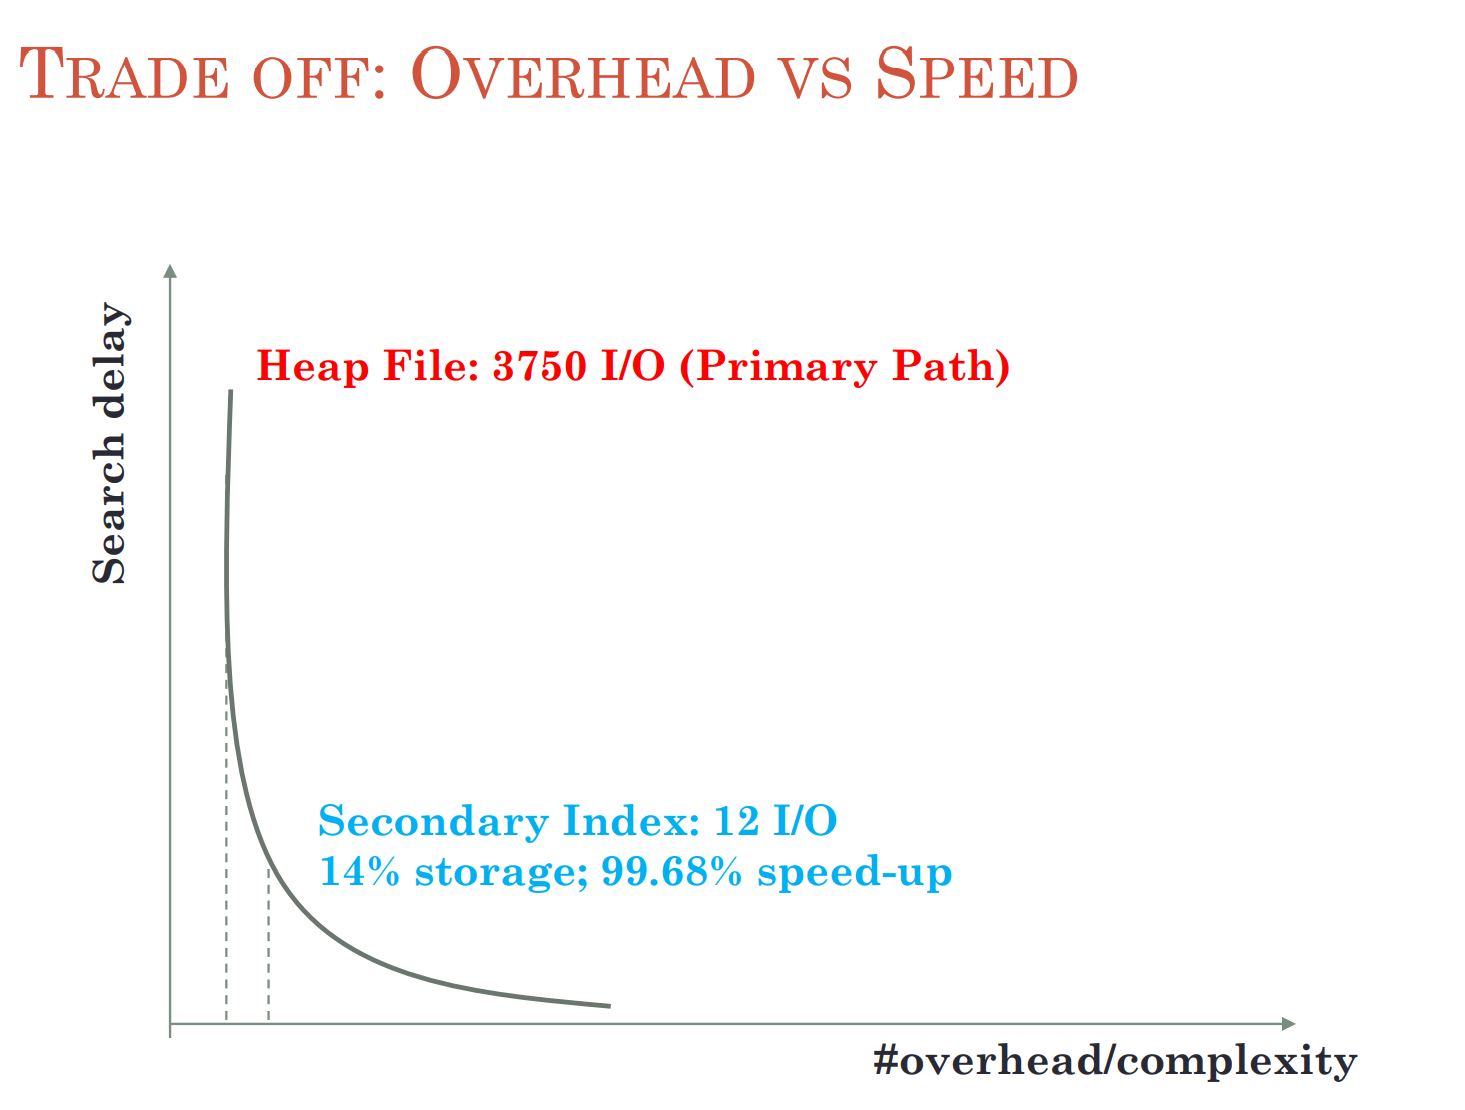 TRADE OFF: OVERHEAD VS SPEED
Search delay
Heap File: 3750 I/O (Primary Path)
Secondary Index: 12 I/O
14% storage; 99.68% speed-up
#overhead/complexity